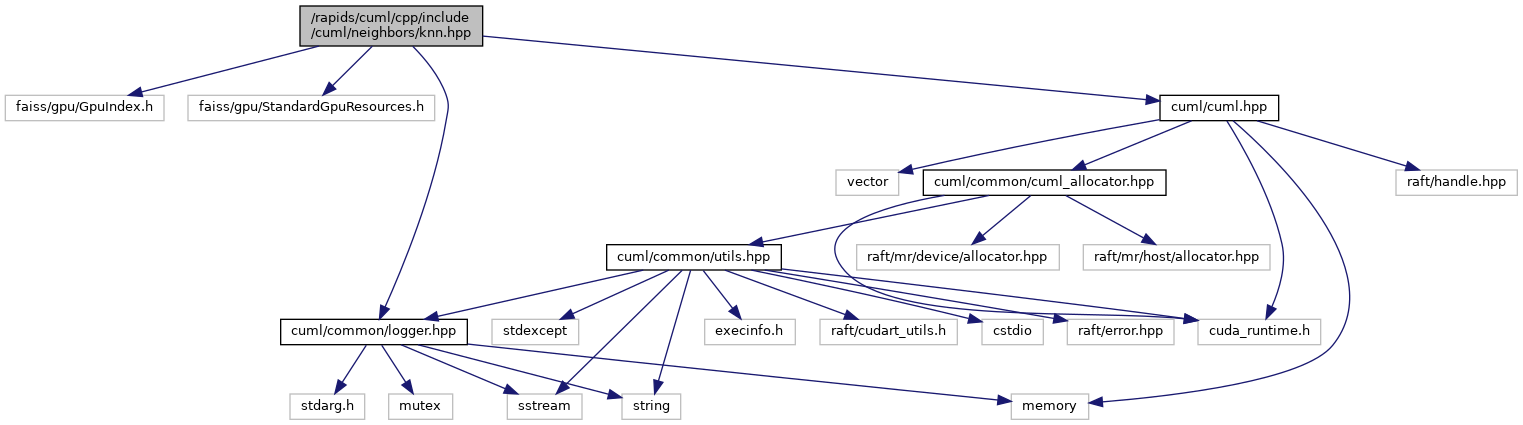 /rapids/cuml/cpp/include
/cuml/neighbors/knn.hpp
faiss/gpu/GpuIndex.h
faiss/gpu/StandardGpuResources.h
cuml/cuml.hpp
vector
cuml/common/cuml_allocator.hpp
raft/handle.hpp
cuml/common/utils.hpp
raft/mr/device/allocator.hpp
raft/mr/host/allocator.hpp
cuml/common/logger.hpp
stdexcept
execinfo.h
raft/cudart_utils.h
cstdio
raft/error.hpp
cuda_runtime.h
stdarg.h
mutex
sstream
string
memory